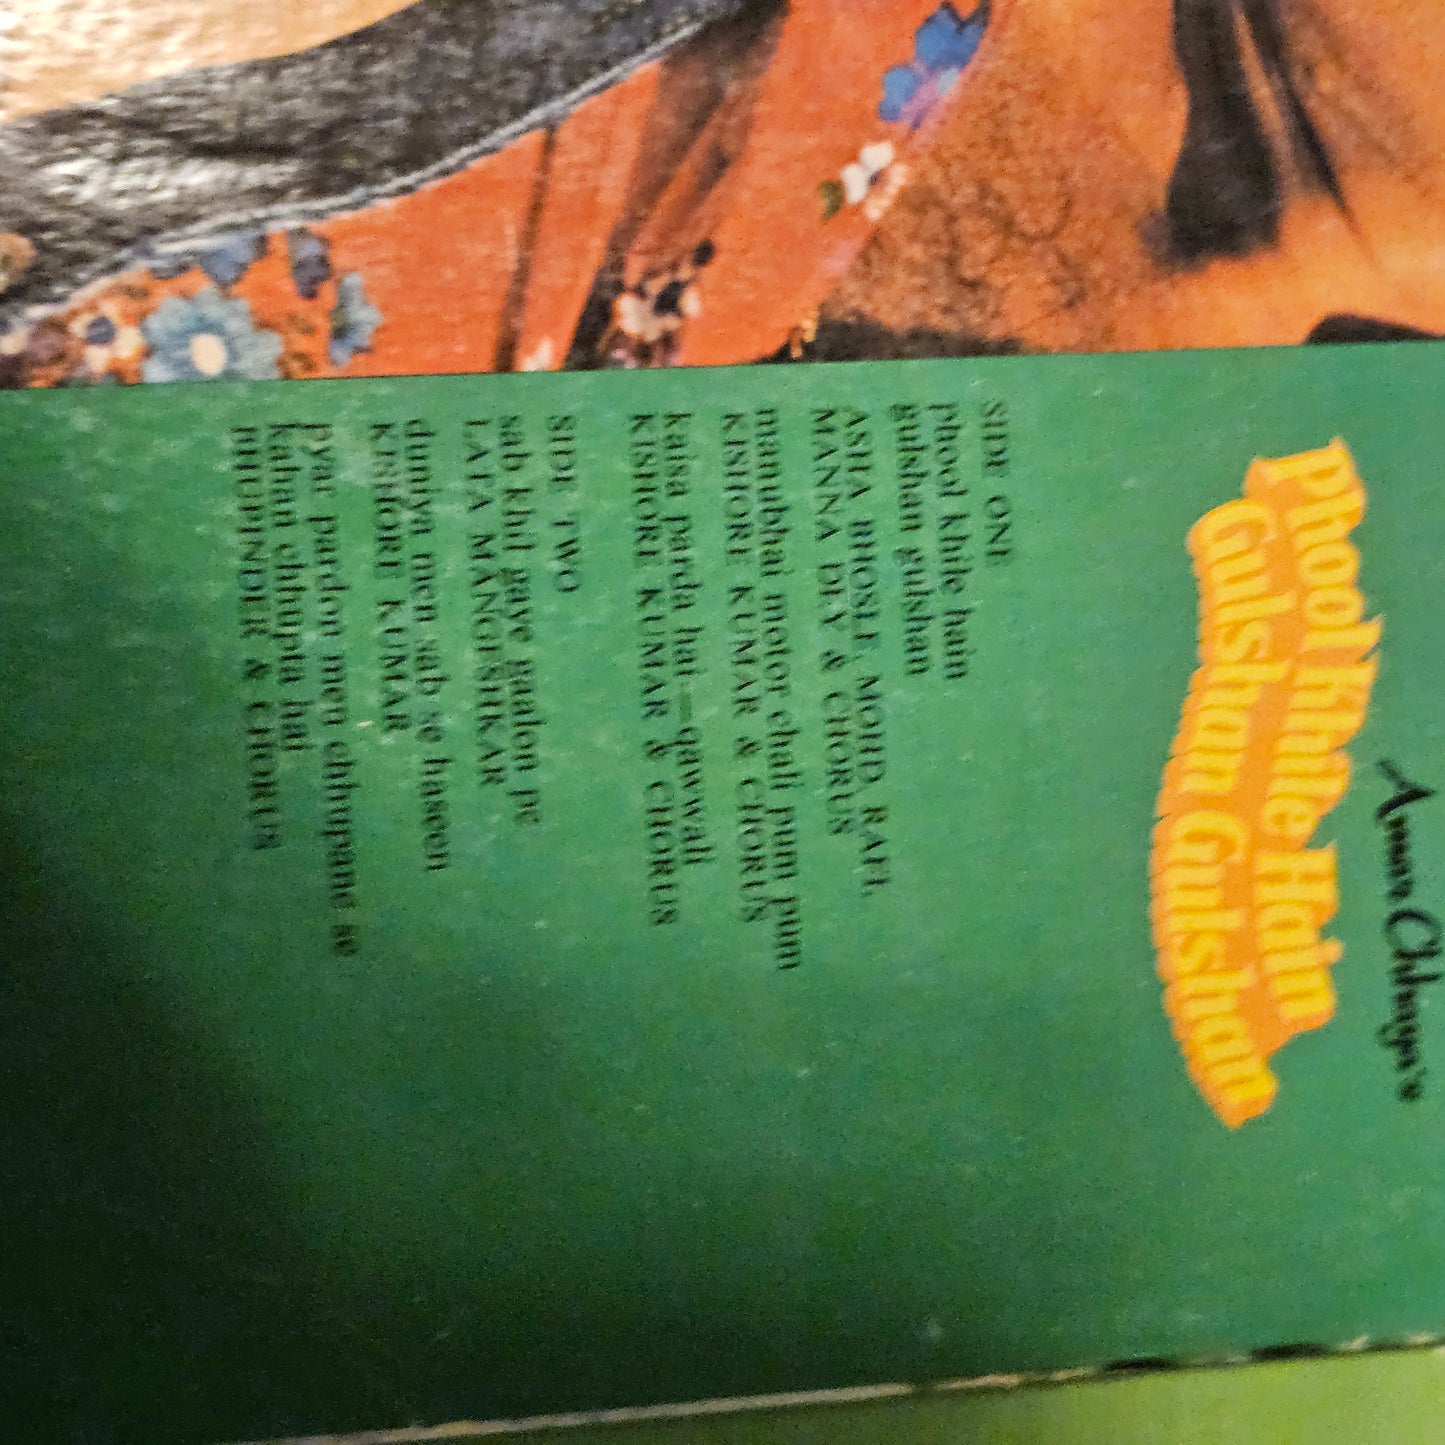 Amar Chhaya's
Phool Khile Hain
Gulshan Gulshan
SIDE ONE
phool khile hain
gulshan gulshan
ASHA BHOSLE, MOHD. RAFI,
MANNA DEY & CHORUS
manubhai motor chali pum pum
KISHORE KUMAR & CHORUS
kaisa parda hai—qawwali
KISHORE KUMAR & CHORUS
SIDE TWO
sab khil gaye gaalon pe
LATA MANGESHKAR
duniya men sab se haseen
KISHORE KUMAR
pyar pardon men chhupane se
kahan chhupta hai
BHUPINDER & CHORUS